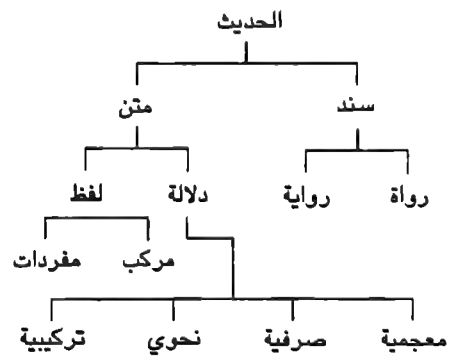 الحديث
سند متن
رواة رواية دلالة لفظ
مركب مفردات
معجمية صرفية نحوي تركيبية